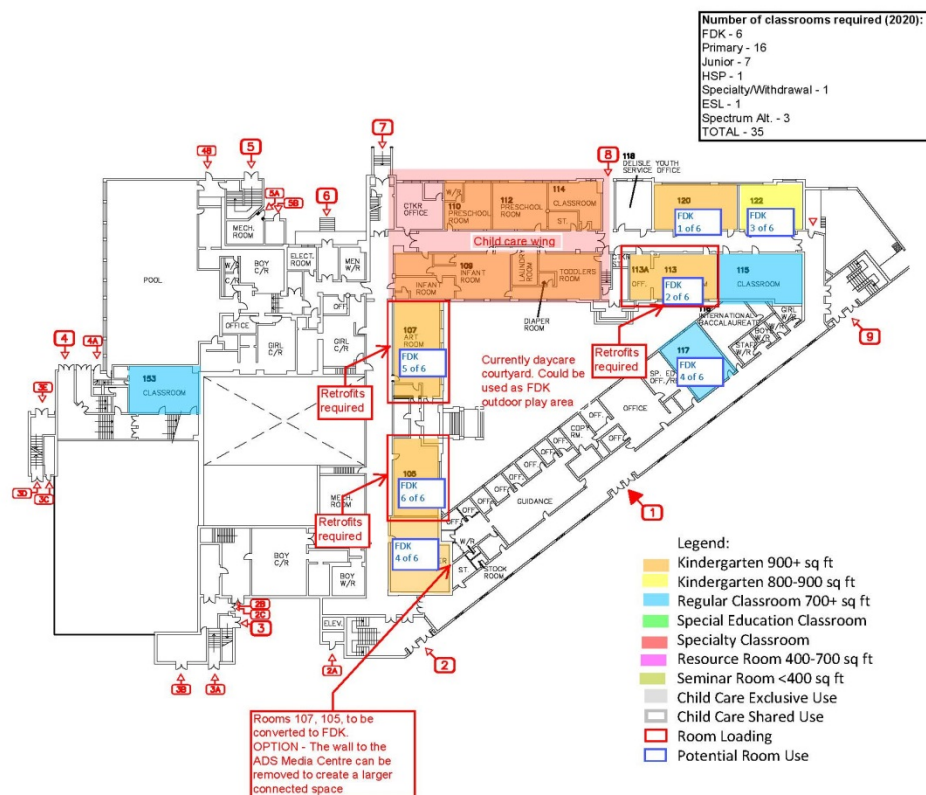 Number of classrooms required (2020):
FDK - 6
Primary - 16
Junior - 7
HSP - 1
Specialty/Withdrawal - 1
ESL - 1
Spectrum Alt. - 3
TOTAL - 35
7
8
118
DELISLE YOUTH
SERVICE OFFICE
4B
5
6
5A
5B
MECH.
ROOM
ELECT.
ROOM
MEN
W/R
CTKR
OFFICE
W/R
110
PRESCHOOL
ROOM
112
PRESCHOOL
ROOM
114
CLASSROOM
ST.
120
FDK
1 of 6
122
FDK
3 of 6
Child care wing
POOL
BOY
C/R
W/R
C/R
OFF.
OFFICE
GIRL
C/R
GIRL
C/R
109
INFANT
ROOM
INFANT
ROOM
LAUNDRY
ROOM
TODDLERS
ROOM
DIAPER
ROOM
113A
OFF.
113
FDK
2 of 6
115
CLASSROOM
116
INTERNATIONAL
BACCALAUREATE
GIRL
W/R
BOY
W/R
STAFF
W/R
9
4
4A
107
ART
ROOM
FDK
5 of 6
Retrofits
required
Currently daycare
courtyard. Could be
used as FDK
outdoor play area
Retrofits
required
117
FDK
4 of 6
SP. ED.
OFF./
153
CLASSROOM
3E
3D
3C
OFFICE
OFF.
OFF.
COP
RM.
OFF.
OFF.
OFF.
OFF.
OFF.
OFF.
OFF.
GUIDANCE
1
105
FDK
6 of 6
Retrofits
required
MECH.
ROOM
FDK
4 of 6
W/R
ST.
STOCK
ROOM
BOY
C/R
BOY
W/R
2B
2C
3
ELEV.
2A
2
3B
3A
Rooms 107, 105, to be
converted to FDK.
OPTION - The wall to the
ADS Media Centre can be
removed to create a larger
connected space
Legend:
Kindergarten 900+ sq ft
Kindergarten 800-900 sq ft
Regular Classroom 700+ sq ft
Special Education Classroom
Specialty Classroom
Resource Room 400-700 sq ft
Seminar Room <400 sq ft
Child Care Exclusive Use
Child Care Shared Use
Room Loading
Potential Room Use